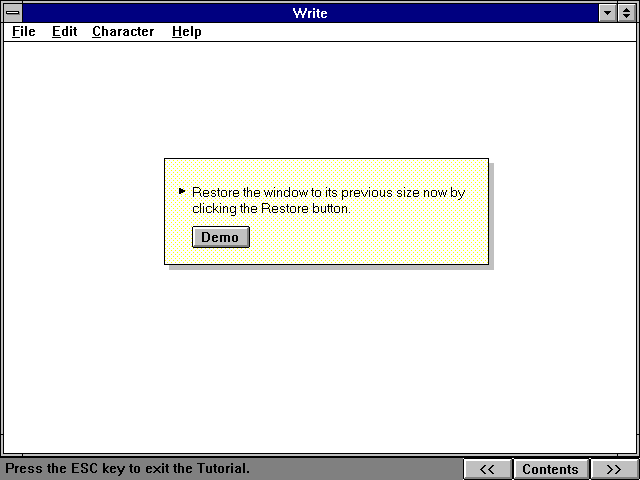 Write
File Edit Character Help
Restore the window to its previous size now by
clicking the Restore button.
Demo
Press the ESC key to exit the Tutorial. << Contents >>